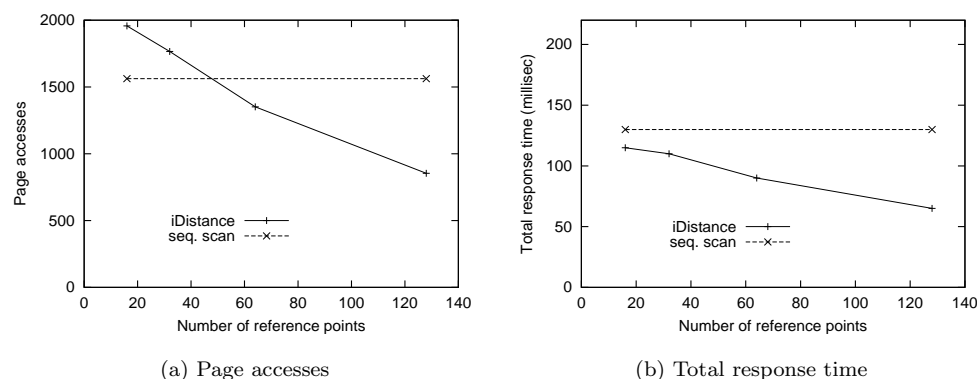 2000
1500
1000
500
0
Page accesses
iDistance
seq. scan
0 20 40 60 80 100 120 140
Number of reference points
(a) Page accesses
200
150
100
50
0
Total response time (millisec)
iDistance
seq. scan
0 20 40 60 80 100 120 140
Number of reference points
(b) Total response time